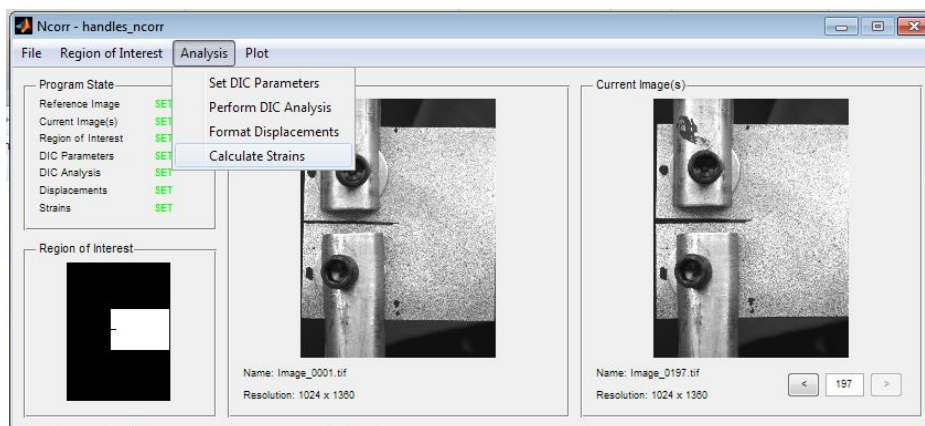 Ncorr - handles_ncorr
File Region of Interest Analysis Plot
Set DIC Parameters
Perform DIC Analysis
Format Displacements
Calculate Strains
Program State
Reference Image SET
Current Image(s) SET
Region of Interest SET
DIC Parameters SET
DIC Analysis SET
Displacements SET
Strains SET
Region of Interest
Name: Image_0001.tif
Resolution: 1024 x 1380
Current Image(s)
Name: Image_0197.tif
Resolution: 1024 x 1380
< 197 >